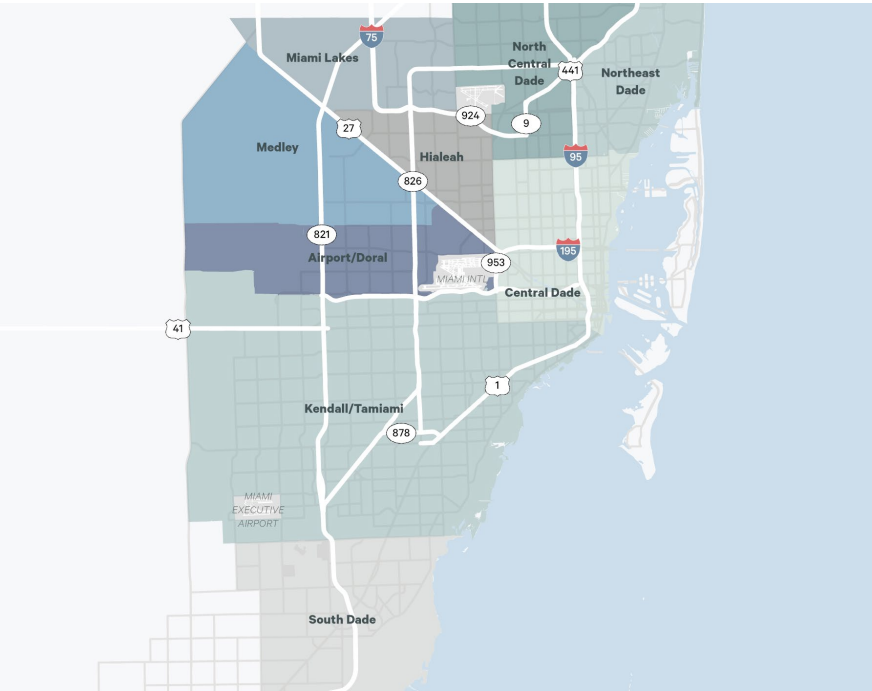 75
North
Central
Dade
Miami Lakes
441
Northeast
Dade
924
9
27
Medley
Hialeah
95
826
821
195
Airport/Doral
953
MIAMI INTL
Central Dade
41
1
Kendall/Tamiami
878
MIAMI
EXECUTIVE
AIRPORT
South Dade